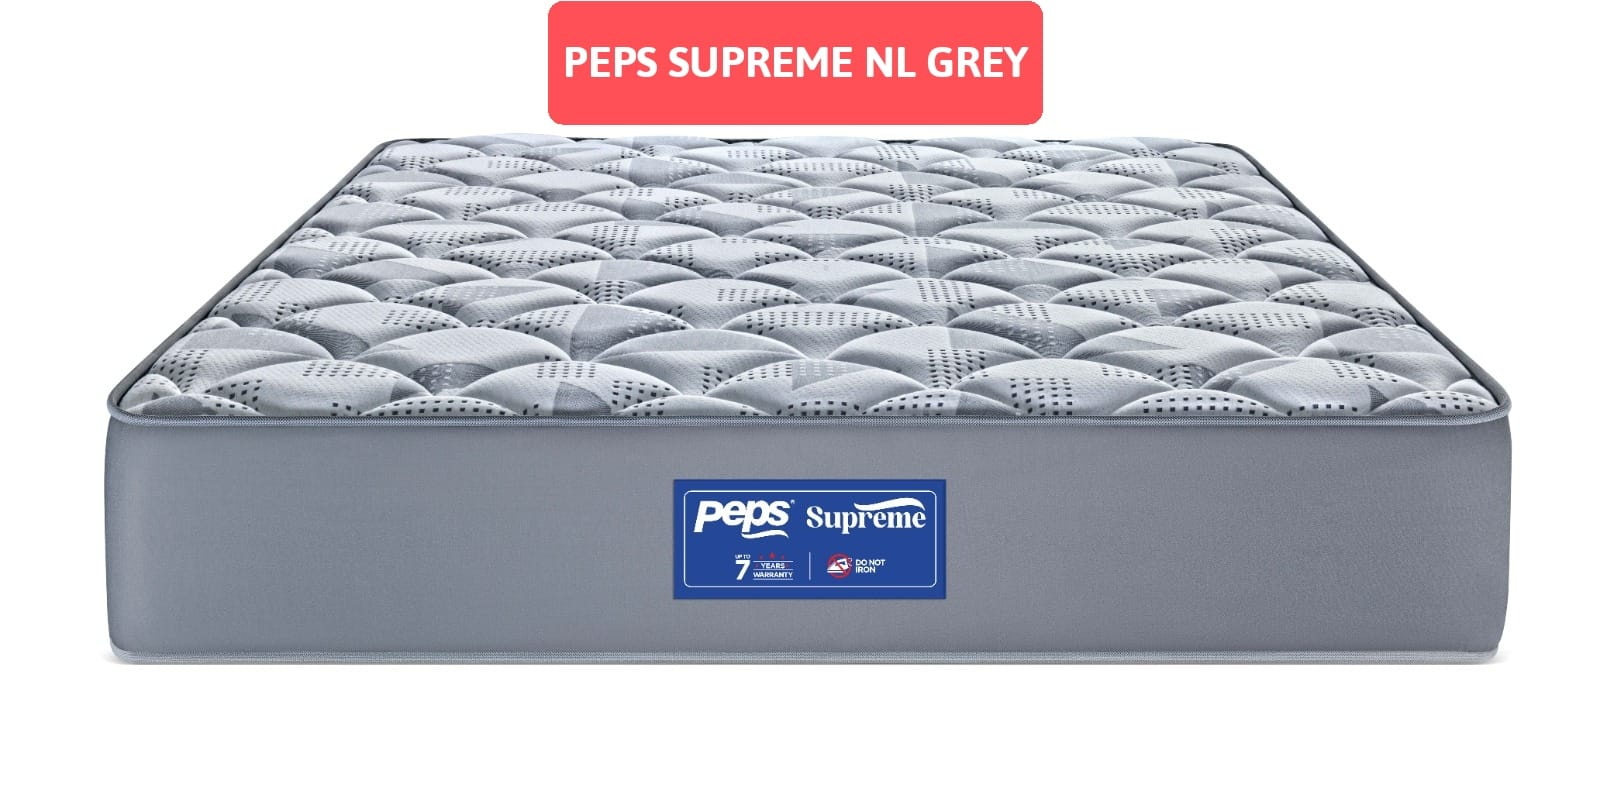 PEPS SUPREME NL GREY
Peps® Supreme
UP TO
7 YEARS
WARRANTY
DO NOT
IRON